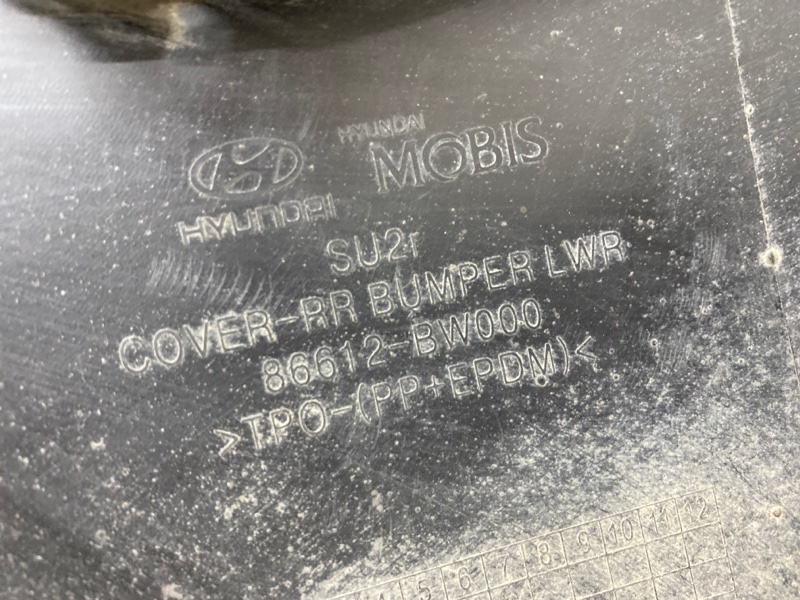 HYUNDAI
MOBIS
HYUNDAI
SU2r
COVER-RR BUMPER LWR
86612-BW000
>TPO-(PP+EPDM)<
4 5 6 7 8 9 10 11 12